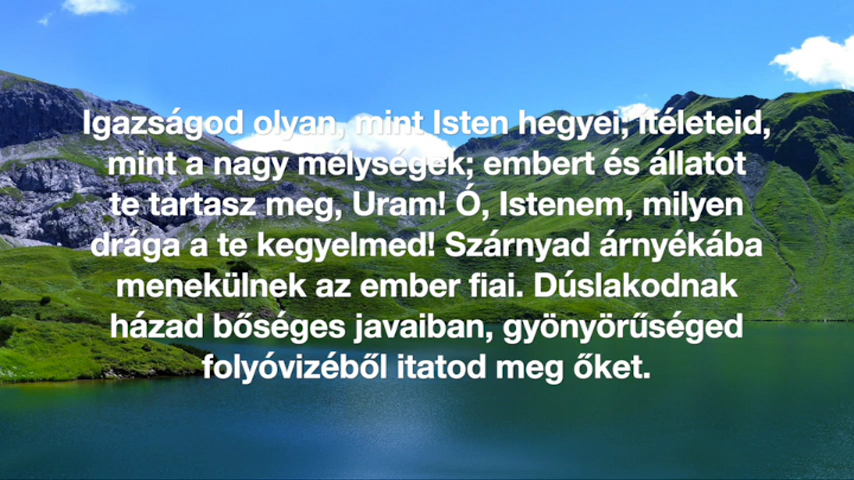 Igazságod olyan, mint Isten hegyei; ítéleteid,
mint a nagy mélységek; embert és állatot
te tartasz meg, Uram! Ó, Istenem, milyen
drága a te kegyelmed! Szárnyad árnyékába
menekülnek az ember fiai. Dúslakodnak
házad bőséges javaiban, gyönyörűséged
folyóvizéből itatod meg őket.